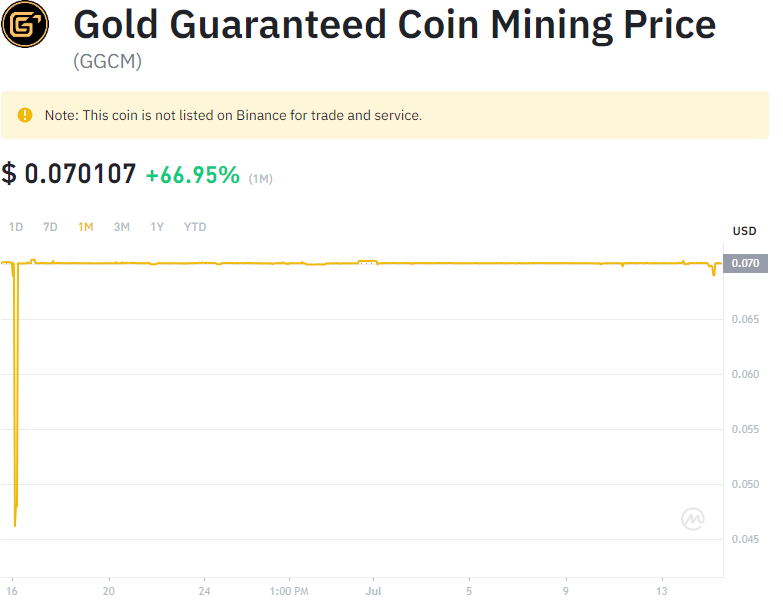 Gold Guaranteed Coin Mining Price
(GGCM)
Note: This coin is not listed on Binance for trade and service.
$ 0.070107 +66.95% (1M)
1D 7D 1M 3M 1Y YTD
USD
0.070
0.065
0.060
0.055
0.050
0.045
16 20 24 1:00 PM Jul 5 9 13